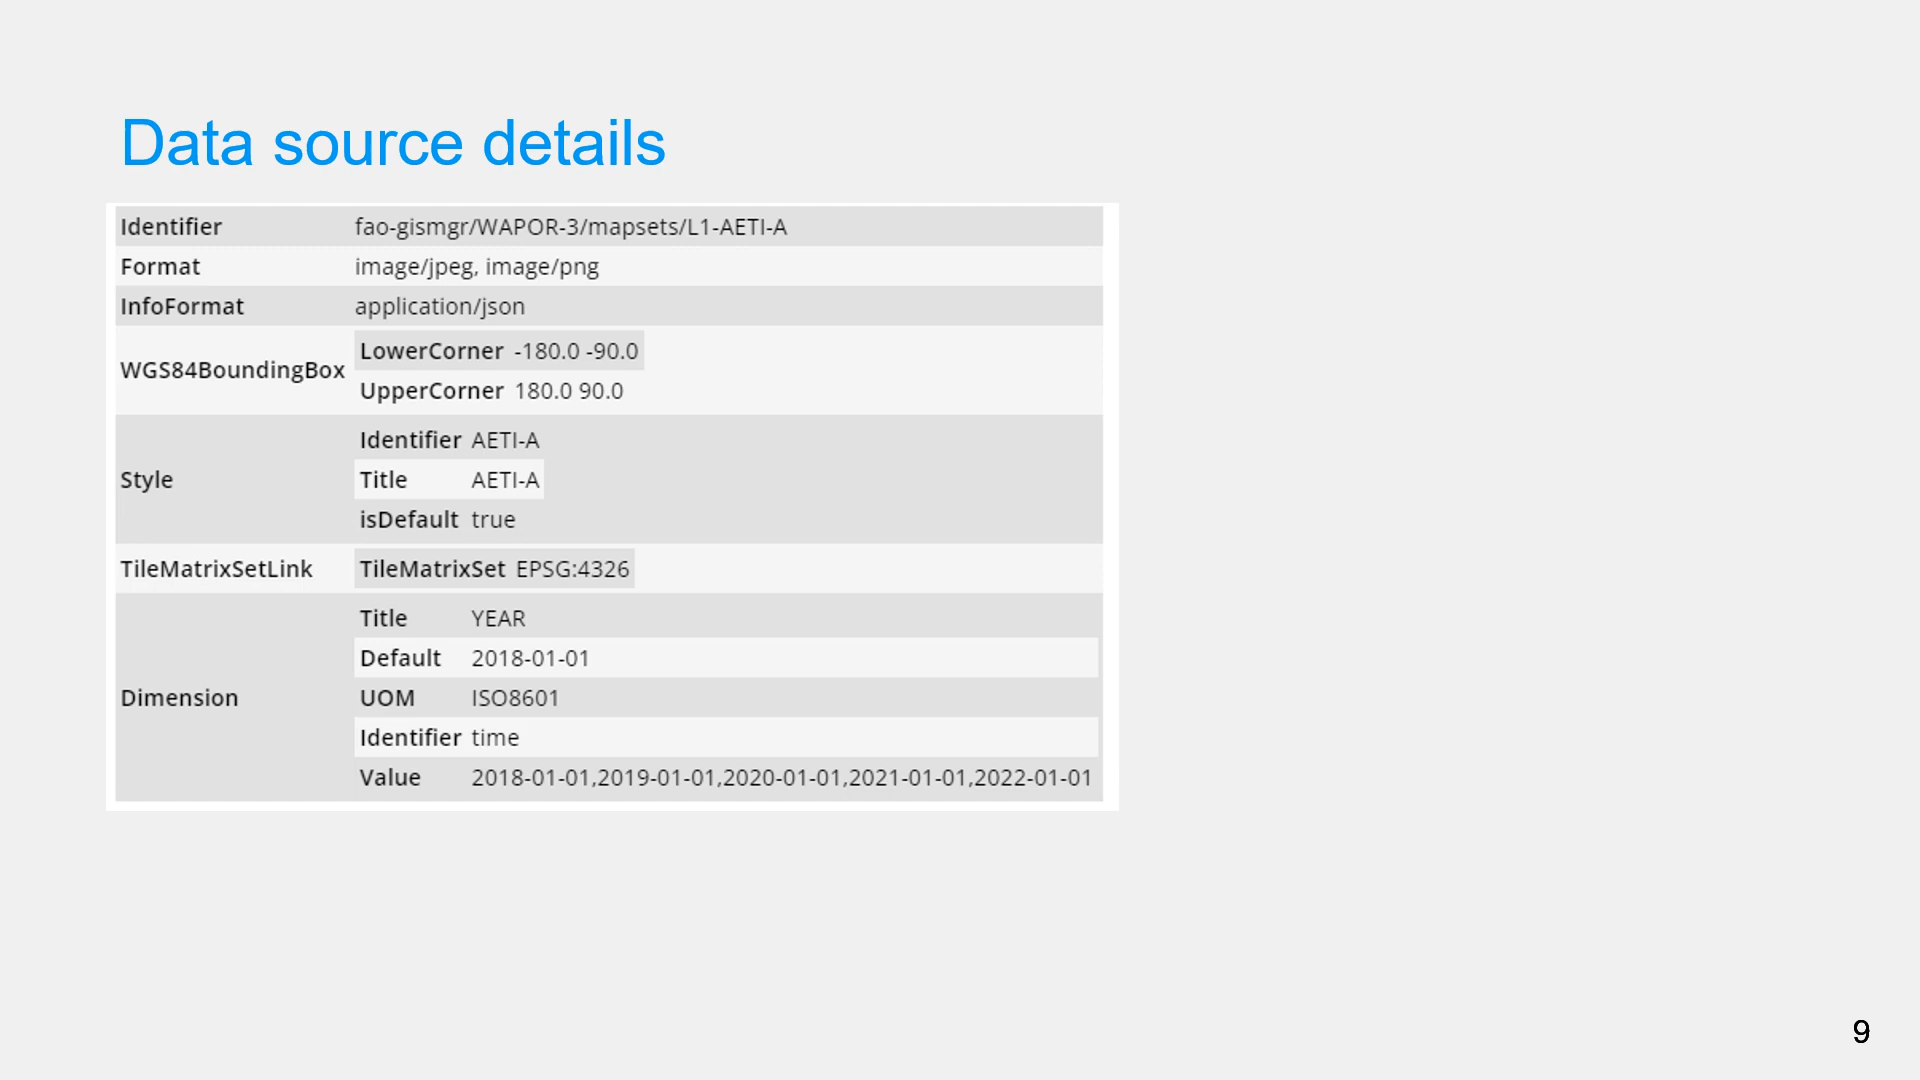 Data source details
Identifier fao-gismgr/WAPOR-3/mapsets/L1-AETI-A
Format image/jpeg, image/png
InfoFormat application/json
WGS84BoundingBox
LowerCorner -180.0 -90.0
UpperCorner 180.0 90.0
Style
Identifier AETI-A
Title AETI-A
isDefault true
TileMatrixSetLink TileMatrixSet EPSG:4326
Dimension
Title YEAR
Default 2018-01-01
UOM ISO8601
Identifier time
Value 2018-01-01,2019-01-01,2020-01-01,2021-01-01,2022-01-01
9